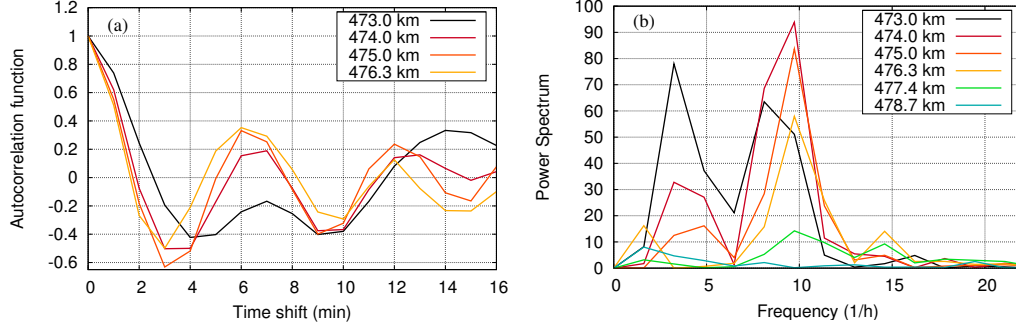 (a)
473.0 km
474.0 km
475.0 km
476.3 km
Autocorrelation function
1.2
1
0.8
0.6
0.4
0.2
0
-0.2
-0.4
-0.6
0 2 4 6 8 10 12 14 16
Time shift (min)
(b)
473.0 km
474.0 km
475.0 km
476.3 km
477.4 km
478.7 km
Power Spectrum
100
90
80
70
60
50
40
30
20
10
0
0 5 10 15 20
Frequency (1/h)